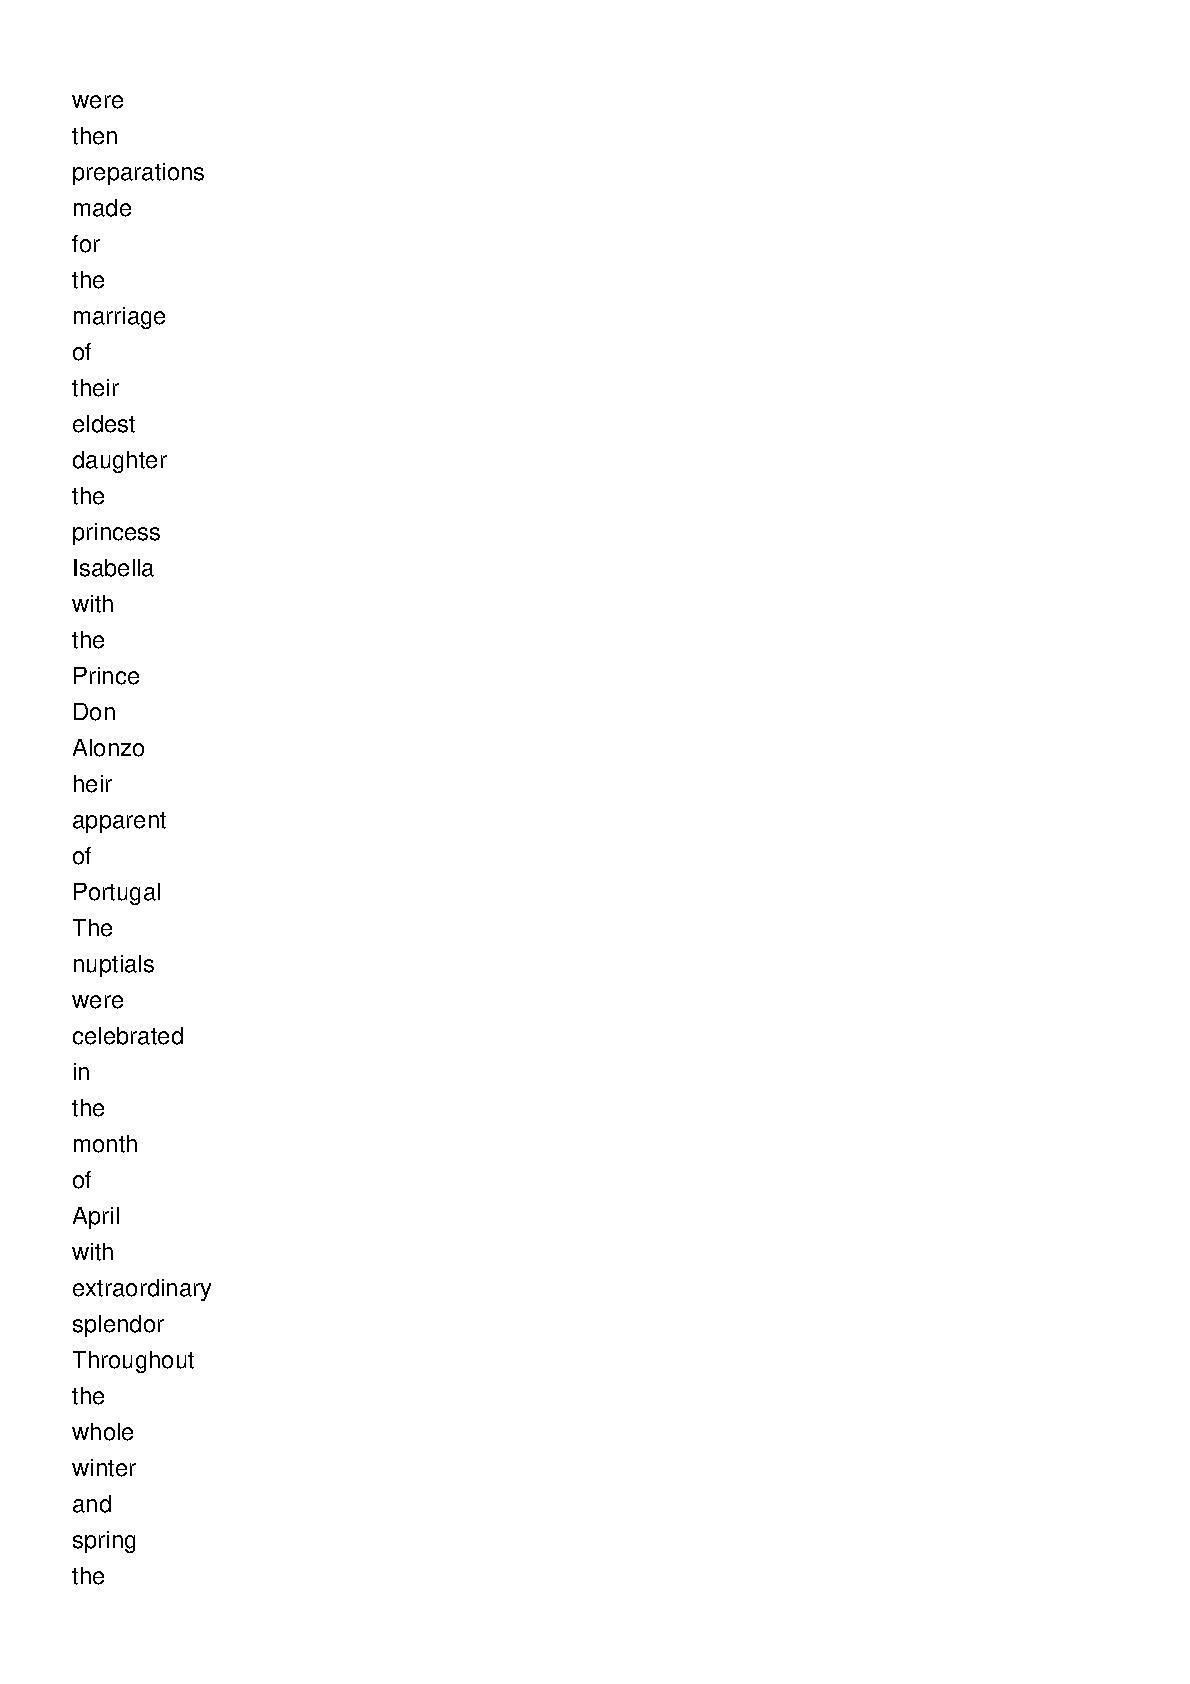 were
then
preparations
made
for
the
marriage
of
their
eldest
daughter
the
princess
Isabella
with
the
Prince
Don
Alonzo
heir
apparent
of
Portugal
The
nuptials
were
celebrated
in
the
month
of
April
with
extraordinary
splendor
Throughout
the
whole
winter
and
spring
the